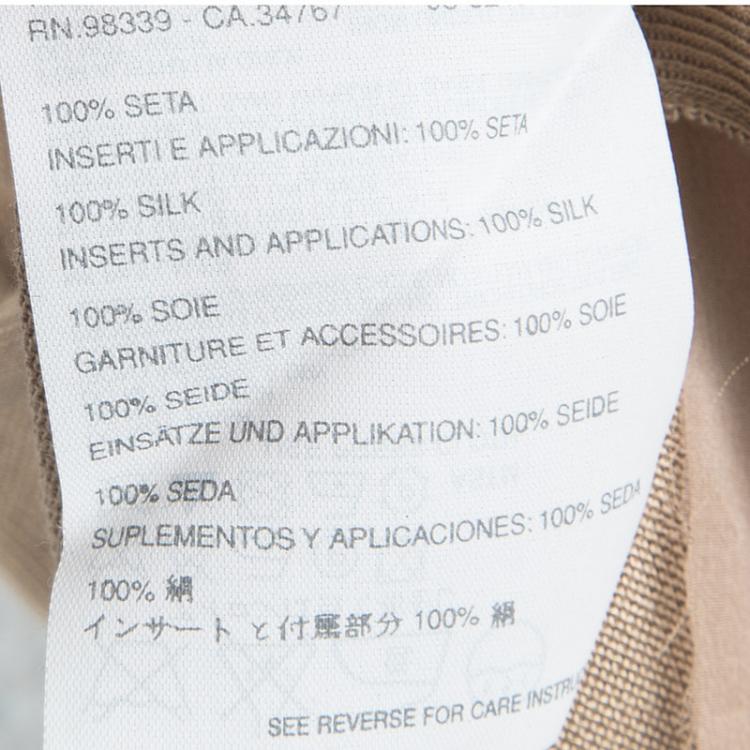 RN.98339 - CA.34767
100% SETA
INSERTI E APPLICAZIONI: 100% SETA
100% SILK
INSERTS AND APPLICATIONS: 100% SILK
100% SOIE
GARNITURE ET ACCESSOIRES: 100% SOIE
100% SEIDE
EINSÄTZE UND APPLIKATION: 100% SEIDE
100% SEDA
SUPLEMENTOS Y APLICACIONES: 100% SEDA
100% 絹
インサート と付属部分 100% 絹
SEE REVERSE FOR CARE